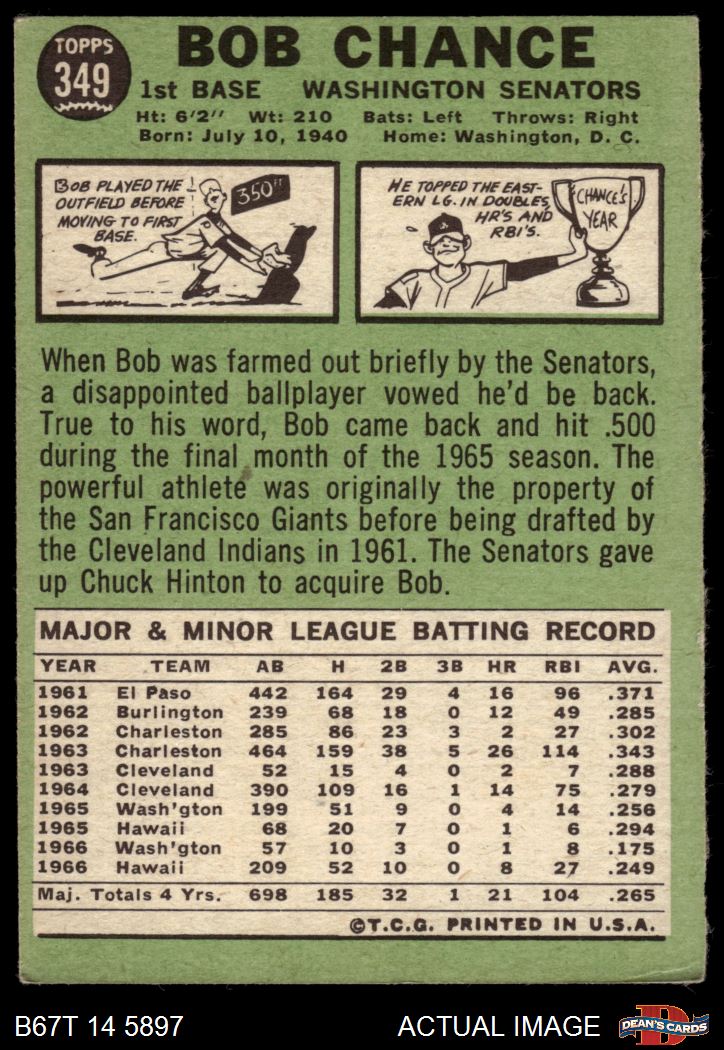 TOPPS
349
BOB CHANCE
1st BASE WASHINGTON SENATORS
Ht: 6'2" Wt: 210 Bats: Left Throws: Right
Born: July 10, 1940 Home: Washington, D. C.
BOB PLAYED THE
OUTFIELD BEFORE
MOVING TO FIRST
BASE.
350FT
HE TOPPED THE EAST-
ERN LG. IN DOUBLES,
HR'S AND
RBI'S.
CHANCE'S
YEAR
When Bob was farmed out briefly by the Senators,
a disappointed ballplayer vowed he'd be back.
True to his word, Bob came back and hit .500
during the final month of the 1965 season. The
powerful athlete was originally the property of
the San Francisco Giants before being drafted by
the Cleveland Indians in 1961. The Senators gave
up Chuck Hinton to acquire Bob.
MAJOR & MINOR LEAGUE BATTING RECORD
YEAR TEAM AB H 2B 3B HR RBI AVG.
1961 El Paso 442 164 29 4 16 96 .371
1962 Burlington 239 68 18 0 12 49 .285
1962 Charleston 285 86 23 3 2 27 .302
1963 Charleston 464 159 38 5 26 114 .343
1963 Cleveland 52 15 4 0 2 7 .288
1964 Cleveland 390 109 16 1 14 75 .279
1965 Wash'gton 199 51 9 0 4 14 .256
1965 Hawaii 68 20 7 0 1 6 .294
1966 Wash'gton 57 10 3 0 1 8 .175
1966 Hawaii 209 52 10 0 8 27 .249
Maj. Totals 4 Yrs. 698 185 32 1 21 104 .265
©T.C.G. PRINTED IN U.S.A.
B67T 14 5897 ACTUAL IMAGE
D
DEAN'S CARDS